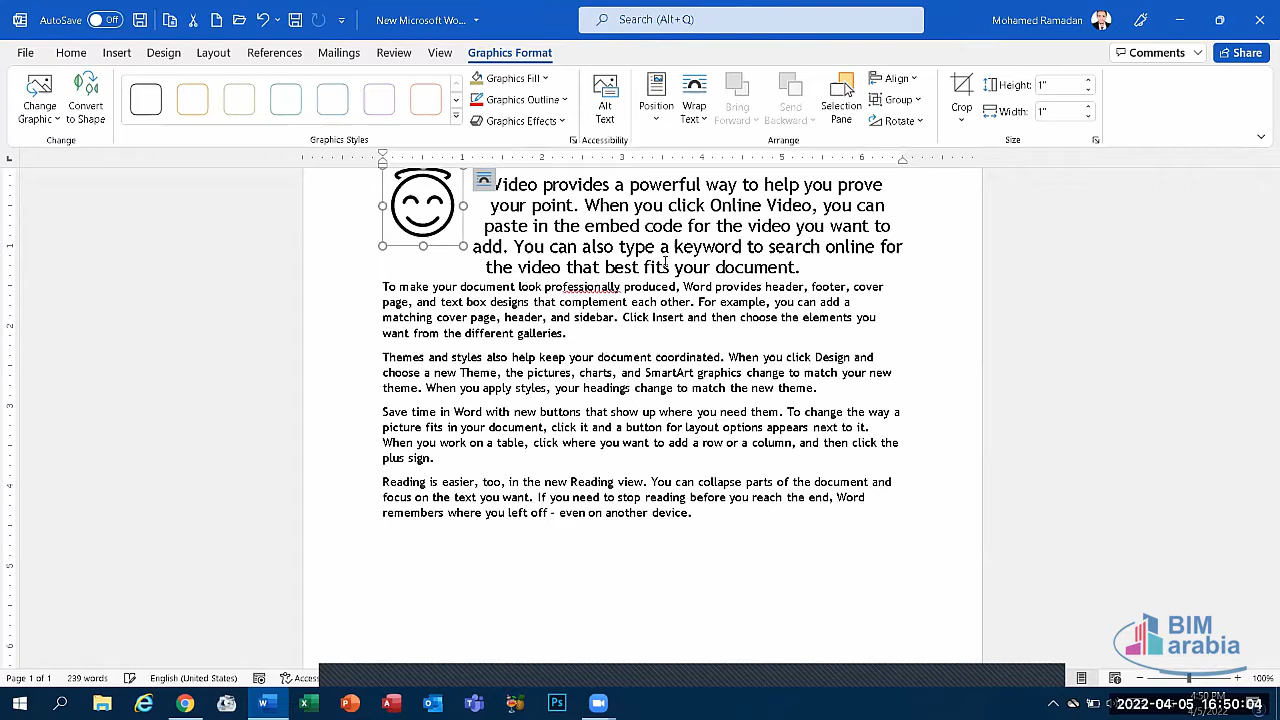 AutoSave Off New Microsoft Wo... Search (Alt+Q) Mohamed Ramadan
File Home Insert Design Layout References Mailings Review View Graphics Format Comments Share
Change Graphic Convert to Shape
Graphics Fill
Graphics Outline
Graphics Effects
Alt Text
Position Wrap Text Bring Forward Send Backward Selection Pane
Align
Group
Rotate
Crop
Height: 1"
Width: 1"
Change Graphics Styles Accessibility Arrange Size
1 2 3 4 5 6
Video provides a powerful way to help you prove
your point. When you click Online Video, you can
paste in the embed code for the video you want to
add. You can also type a keyword to search online for
the video that best fits your document.
To make your document look professionally produced, Word provides header, footer, cover
page, and text box designs that complement each other. For example, you can add a
matching cover page, header, and sidebar. Click Insert and then choose the elements you
want from the different galleries.
Themes and styles also help keep your document coordinated. When you click Design and
choose a new Theme, the pictures, charts, and SmartArt graphics change to match your new
theme. When you apply styles, your headings change to match the new theme.
Save time in Word with new buttons that show up where you need them. To change the way a
picture fits in your document, click it and a button for layout options appears next to it.
When you work on a table, click where you want to add a row or a column, and then click the
plus sign.
Reading is easier, too, in the new Reading view. You can collapse parts of the document and
focus on the text you want. If you need to stop reading before you reach the end, Word
remembers where you left off - even on another device.
BIM
arabia
Page 1 of 1 239 words English (United States) Access 100%
4:50 PM
4/5/2022
2022-04-05 16:50:04